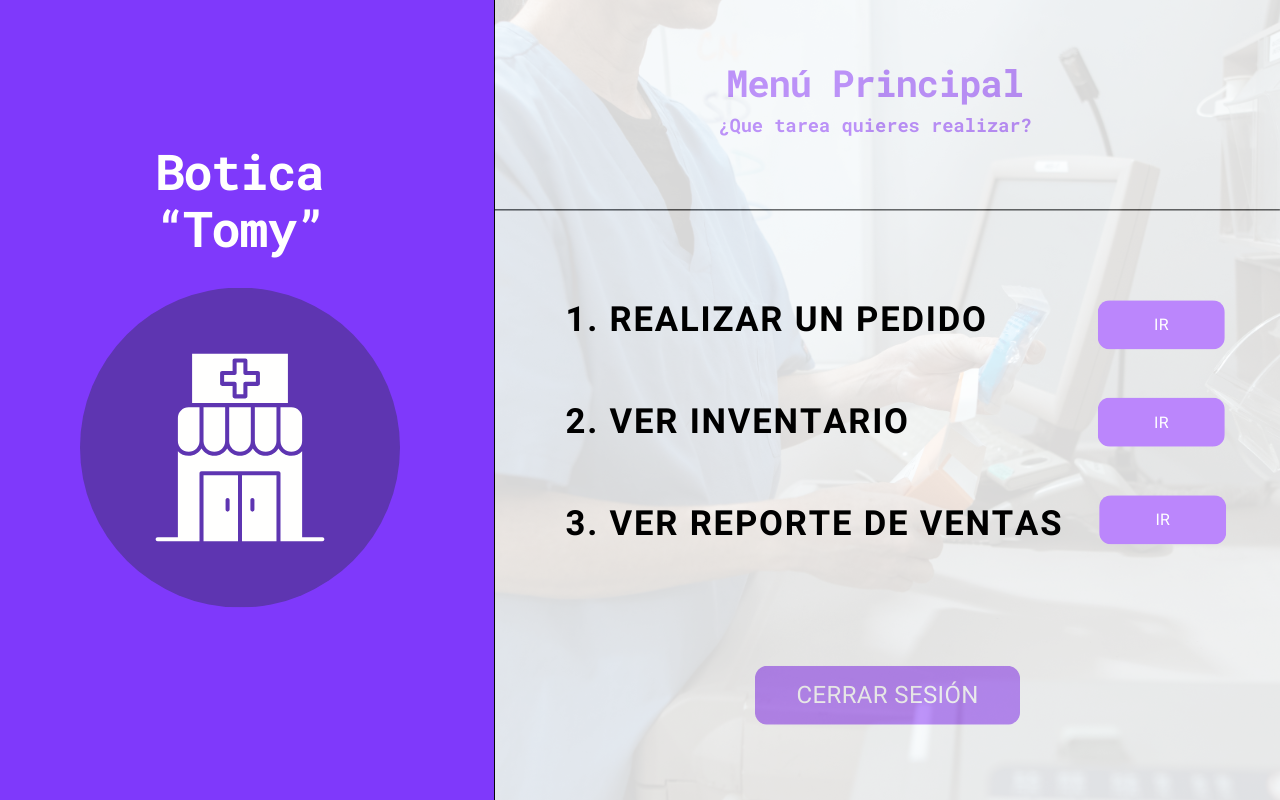 Botica
“Tomy”
Menú Principal
¿Que tarea quieres realizar?
1. REALIZAR UN PEDIDO
IR
2. VER INVENTARIO
IR
3. VER REPORTE DE VENTAS
IR
CERRAR SESIÓN